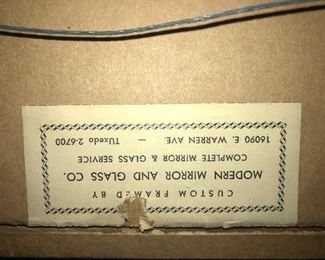 CUSTOM FRAMED BY
MODERN MIRROR AND GLASS CO.
COMPLETE MIRROR & GLASS SERVICE
16090 E. WARREN AVE. — TUxedo 2-6700